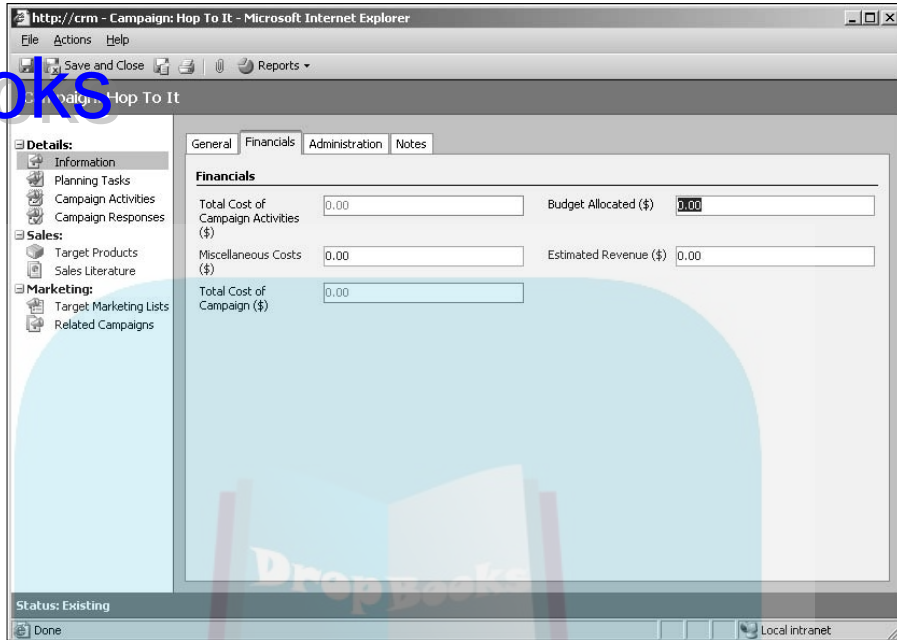 http://crm - Campaign: Hop To It - Microsoft Internet Explorer
File Actions Help
Save and Close Reports
oks
Campaign: Hop To It
Details:
Information
Planning Tasks
Campaign Activities
Campaign Responses
Sales:
Target Products
Sales Literature
Marketing:
Target Marketing Lists
Related Campaigns
General Financials Administration Notes
Financials
Total Cost of Campaign Activities ($) 0.00
Budget Allocated ($) 0.00
Miscellaneous Costs ($) 0.00
Estimated Revenue ($) 0.00
Total Cost of Campaign ($) 0.00
DropBooks
Status: Existing
Done Local intranet